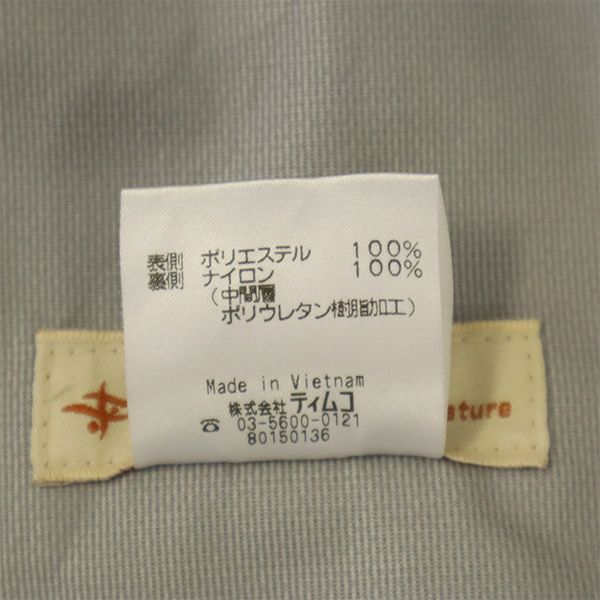 表側 ポリエステル 100%
裏側 ナイロン 100%
(中間層
ポリウレタン樹脂加工)
Made in Vietnam
株式会社ティムコ
☎ 03-5600-0121
80150136
ature